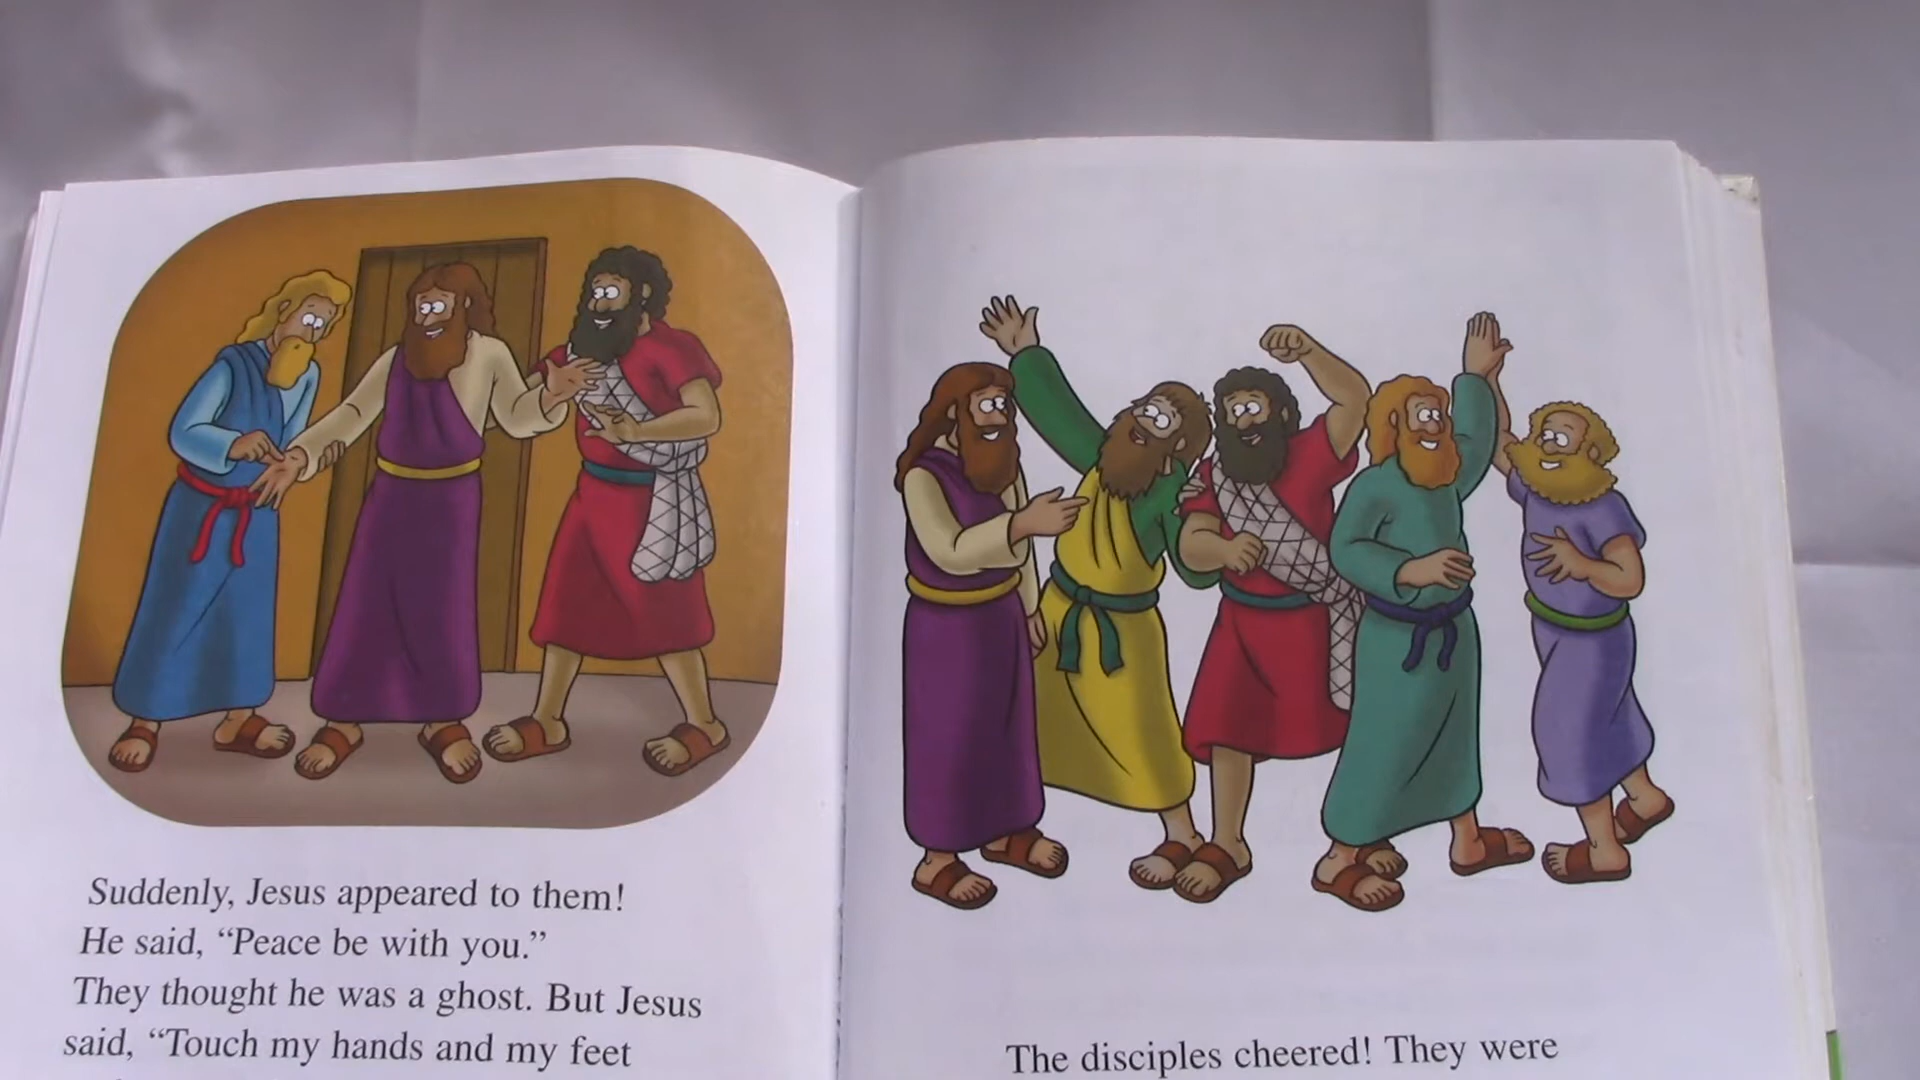 Suddenly, Jesus appeared to them!
He said, “Peace be with you.”
They thought he was a ghost. But Jesus
said, “Touch my hands and my feet
The disciples cheered! They were